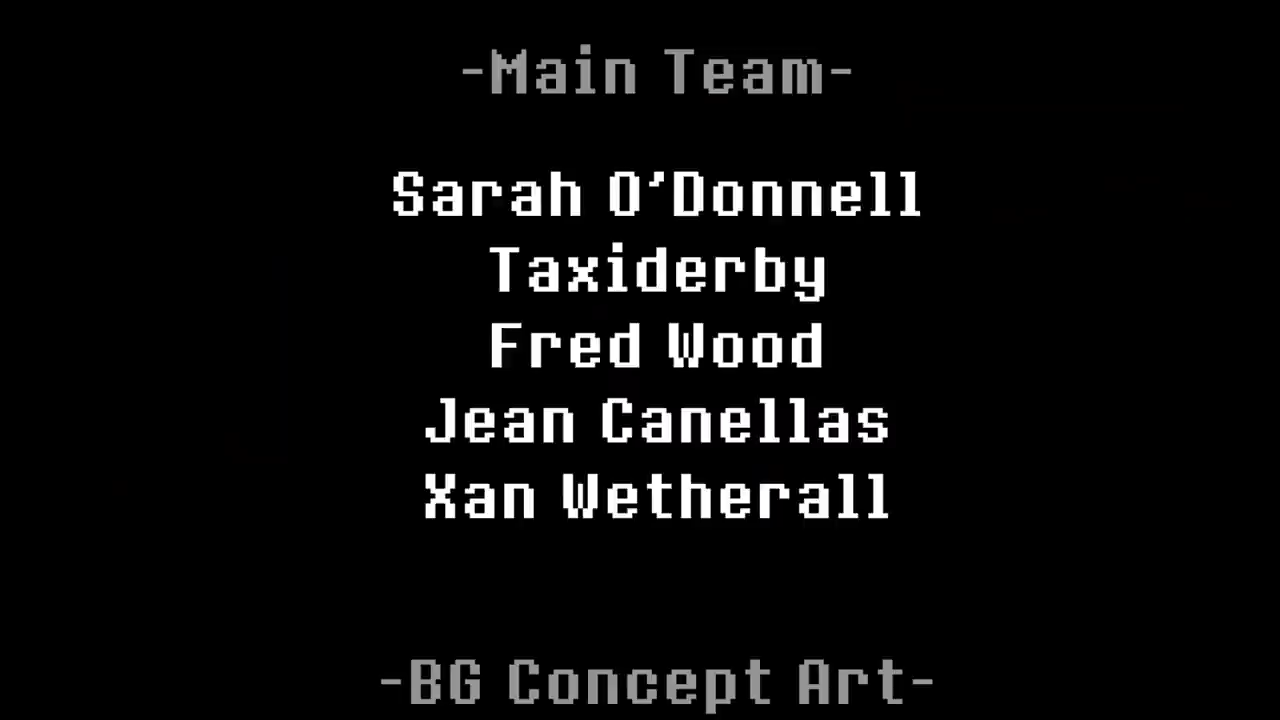 -Main Team-
Sarah O'Donnell
Taxiderby
Fred Wood
Jean Canellas
Xan Wetherall
-BG Concept Art-